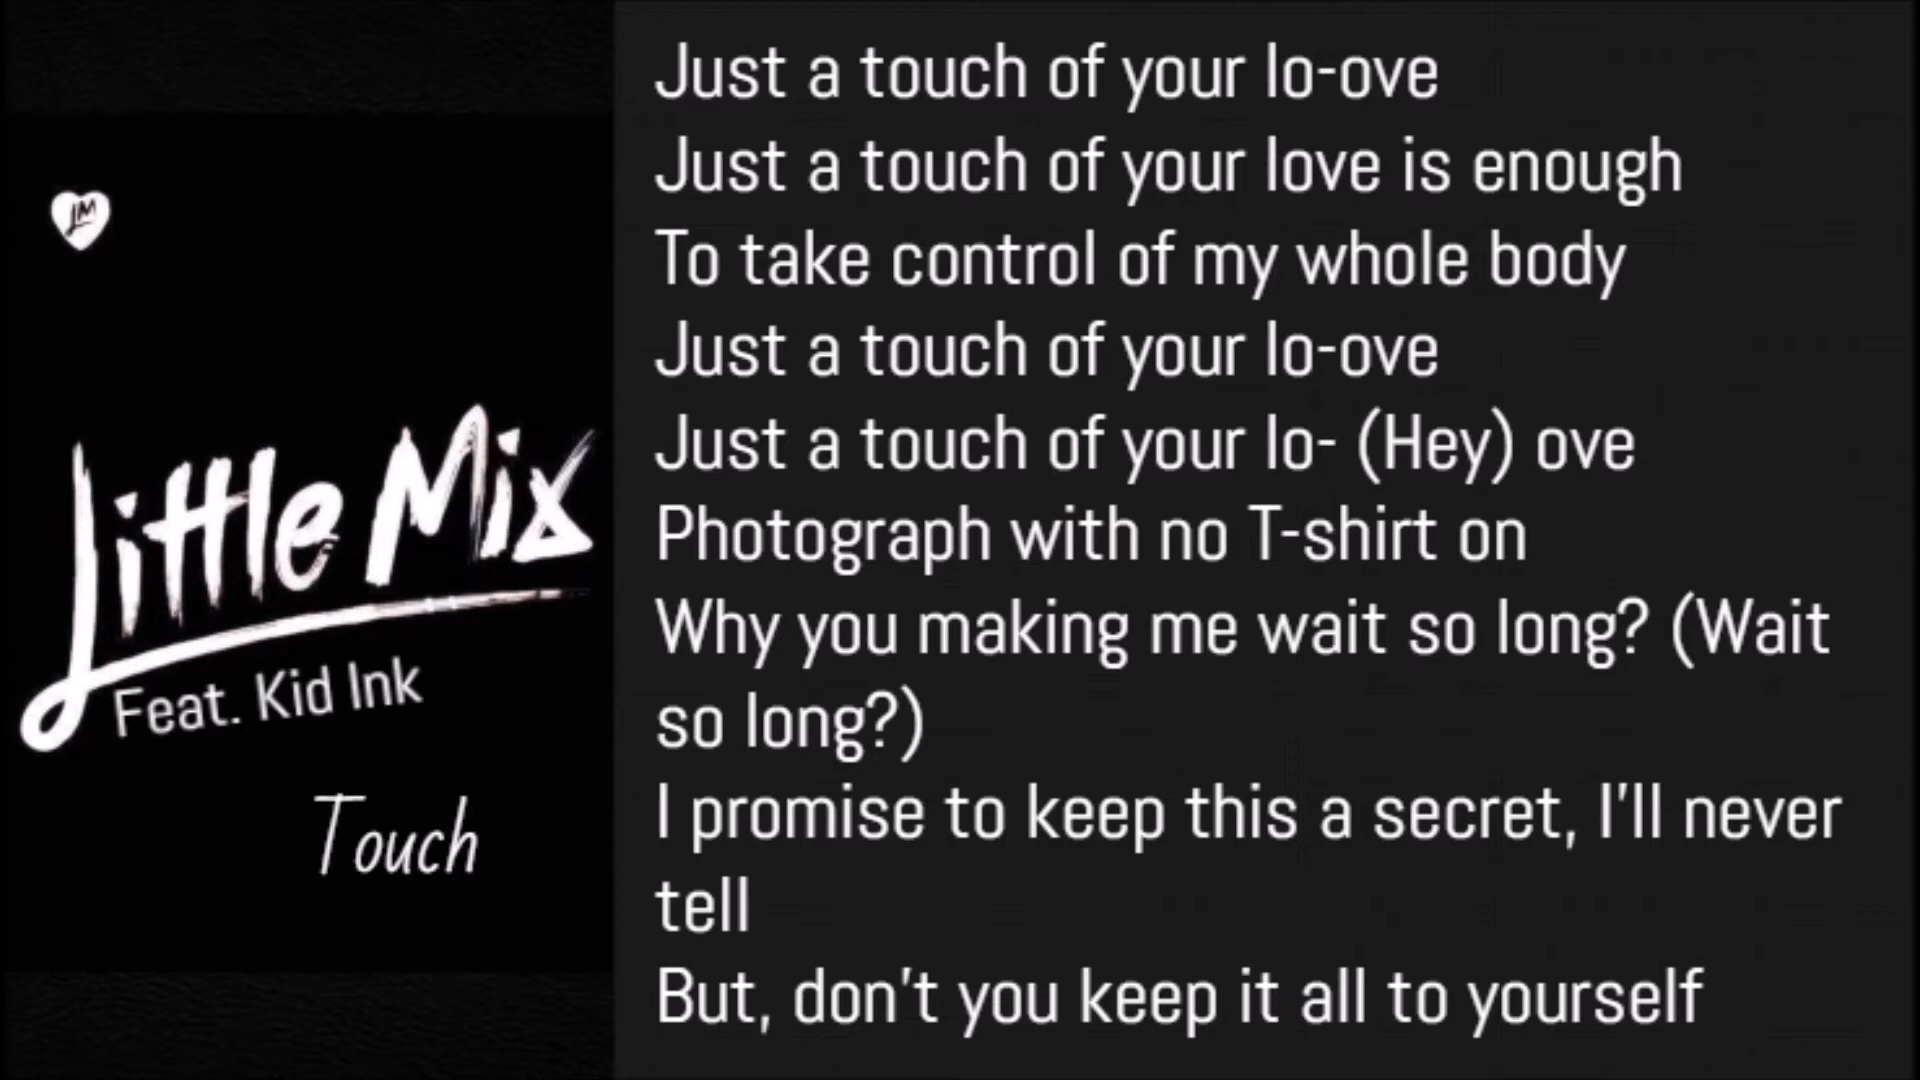 LM
Little Mix
Feat. Kid Ink
Touch
Just a touch of your lo-ove
Just a touch of your love is enough
To take control of my whole body
Just a touch of your lo-ove
Just a touch of your lo- (Hey) ove
Photograph with no T-shirt on
Why you making me wait so long? (Wait
so long?)
I promise to keep this a secret, I'll never
tell
But, don't you keep it all to yourself